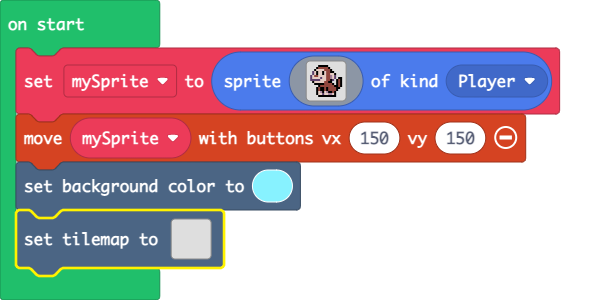 on start
set mySprite to sprite of kind Player
move mySprite with buttons vx 150 vy 150
set background color to
set tilemap to